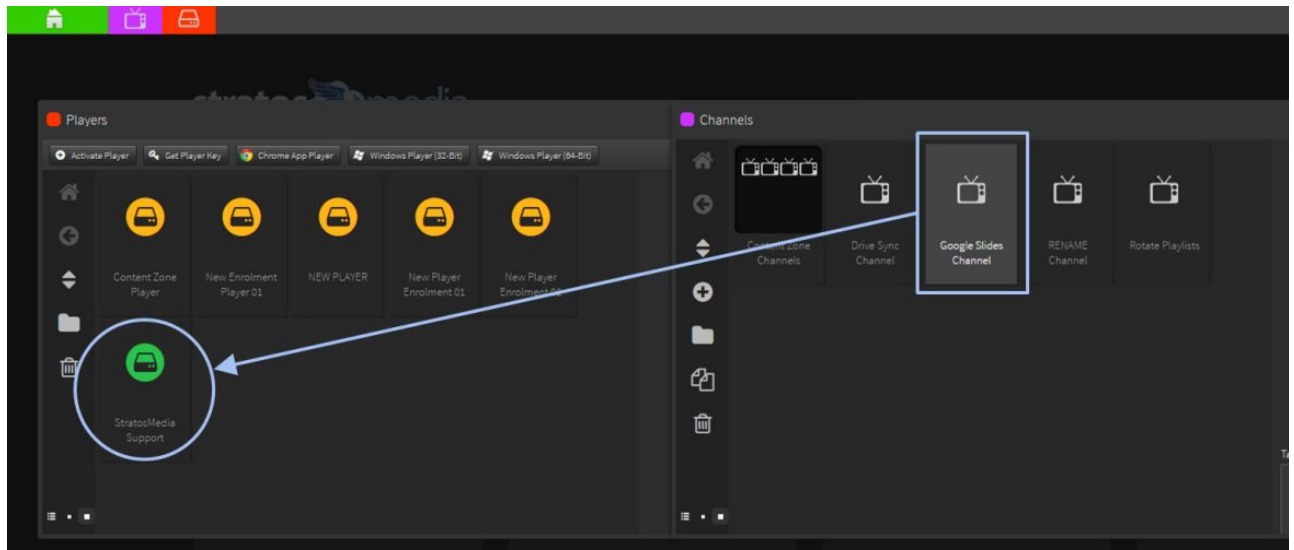 stratos media
Players
Activate Player
Get Player Key
Chrome App Player
Windows Player (32-Bit)
Windows Player (64-Bit)
Content Zone
Player
New Enrolment
Player 01
NEW PLAYER
New Player
Enrolment 01
New Player
StratosMedia
Support
Channels
Content Zone
Channels
Drive Sync
Channel
Google Slides
Channel
RENAME
Channel
Rotate Playlists